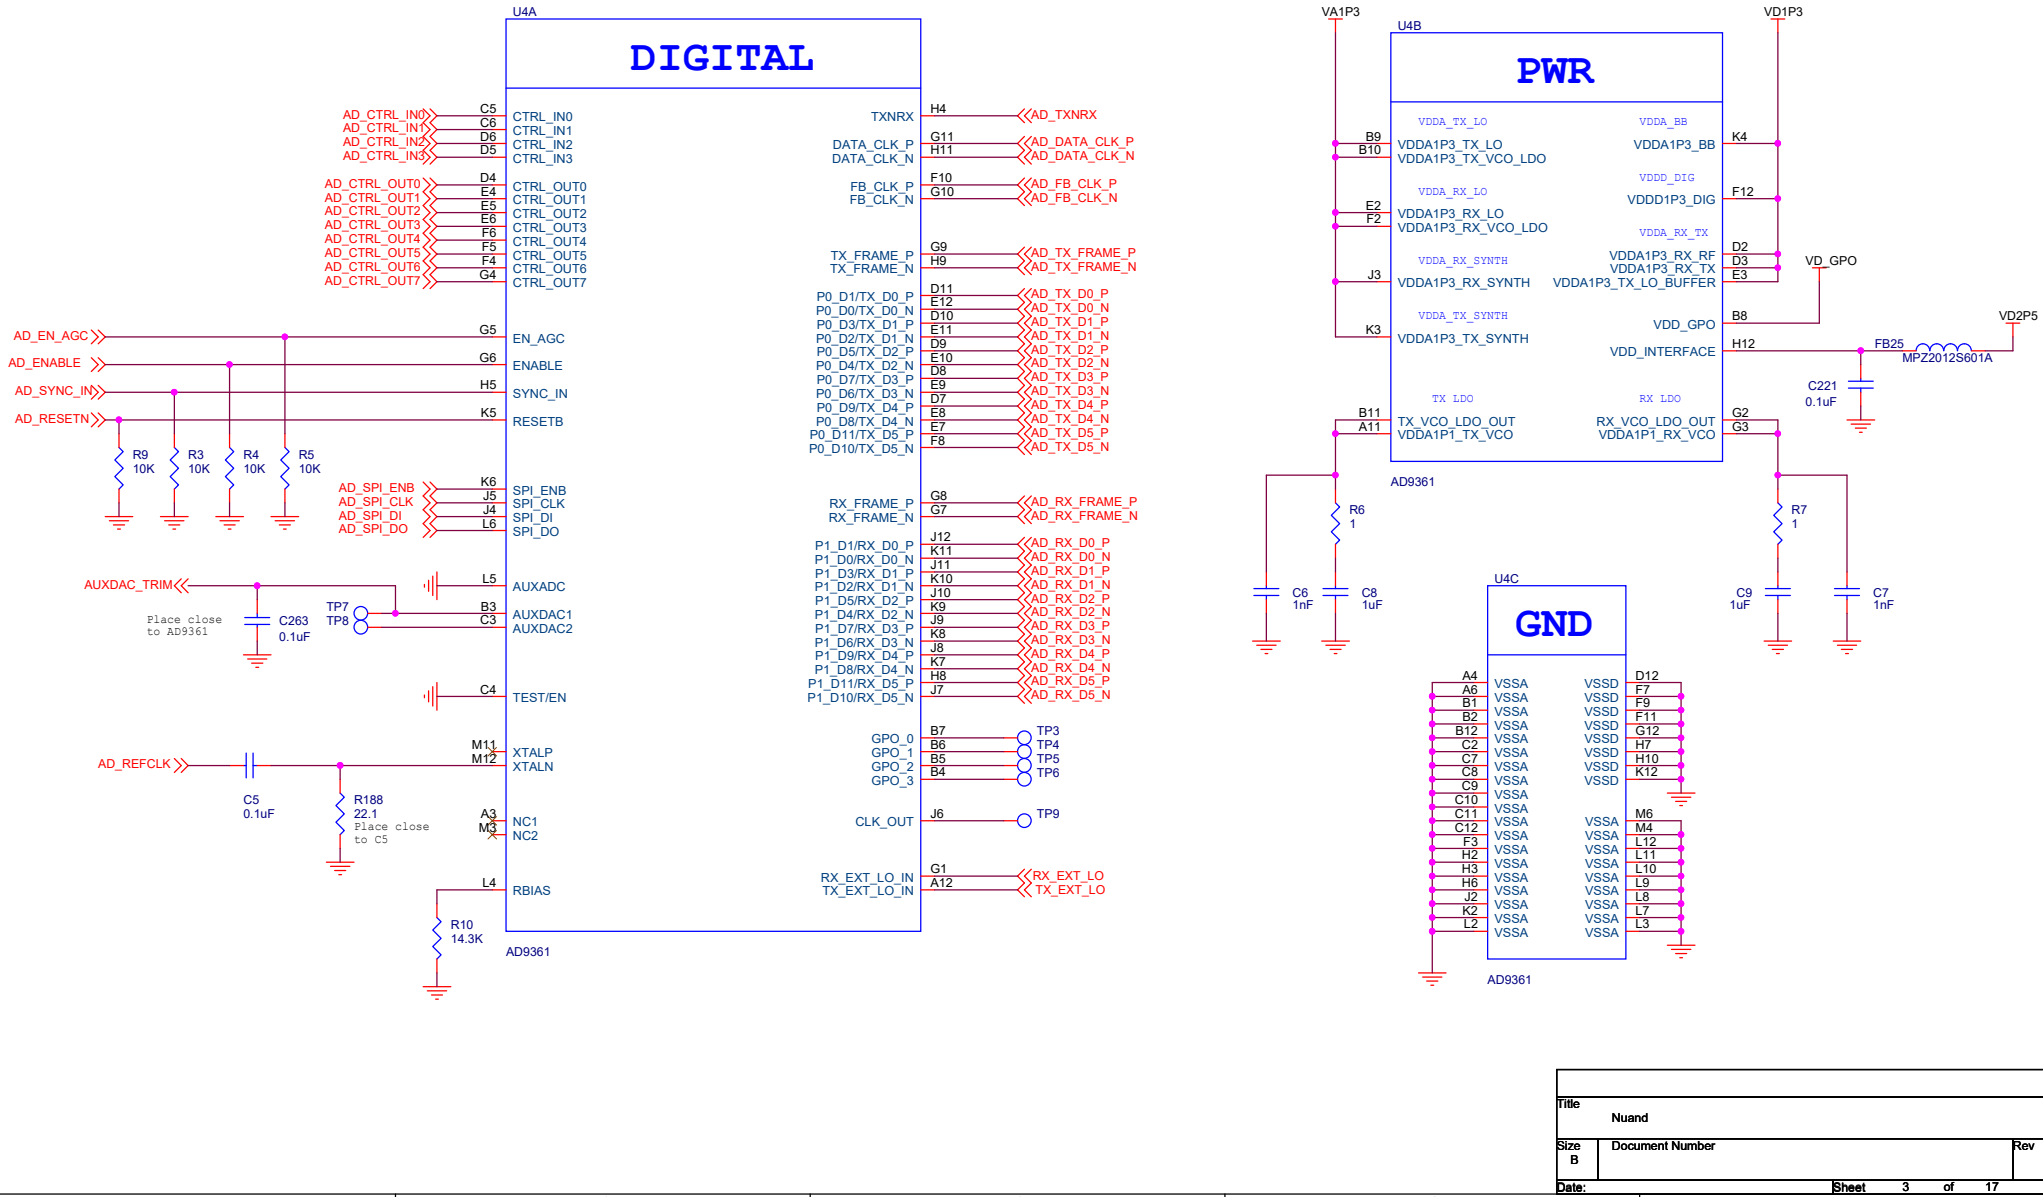 U4A
DIGITAL
AD_CTRL_IN0 C5 CTRL_IN0
AD_CTRL_IN1 C6 CTRL_IN1
AD_CTRL_IN2 D6 CTRL_IN2
AD_CTRL_IN3 D5 CTRL_IN3
AD_CTRL_OUT0 D4 CTRL_OUT0
AD_CTRL_OUT1 E4 CTRL_OUT1
AD_CTRL_OUT2 E5 CTRL_OUT2
AD_CTRL_OUT3 E6 CTRL_OUT3
AD_CTRL_OUT4 F6 CTRL_OUT4
AD_CTRL_OUT5 F5 CTRL_OUT5
AD_CTRL_OUT6 F4 CTRL_OUT6
AD_CTRL_OUT7 G4 CTRL_OUT7
AD_EN_AGC G5 EN_AGC
AD_ENABLE G6 ENABLE
AD_SYNC_IN H5 SYNC_IN
AD_RESETN K5 RESETB
R9 R3 R4 R5
10K 10K 10K 10K
AD_SPI_ENB K6 SPI_ENB
AD_SPI_CLK J5 SPI_CLK
AD_SPI_DI J4 SPI_DI
AD_SPI_DO L6 SPI_DO
L5 AUXADC
AUXDAC_TRIM
TP7 B3 AUXDAC1
TP8 C3 AUXDAC2
Place close
to AD9361
C263
0.1uF
C4 TEST/EN
M11 XTALP
AD_REFCLK M12 XTALN
C5
0.1uF
R188
22.1
Place close
to C5
A3 NC1
M3 NC2
L4 RBIAS
R10
14.3K
TXNRX H4 AD_TXNRX
DATA_CLK_P G11 AD_DATA_CLK_P
DATA_CLK_N H11 AD_DATA_CLK_N
FB_CLK_P F10 AD_FB_CLK_P
FB_CLK_N G10 AD_FB_CLK_N
TX_FRAME_P G9 AD_TX_FRAME_P
TX_FRAME_N H9 AD_TX_FRAME_N
P0_D1/TX_D0_P D11 AD_TX_D0_P
P0_D0/TX_D0_N E12 AD_TX_D0_N
P0_D3/TX_D1_P D10 AD_TX_D1_P
P0_D2/TX_D1_N E11 AD_TX_D1_N
P0_D5/TX_D2_P D9 AD_TX_D2_P
P0_D4/TX_D2_N E10 AD_TX_D2_N
P0_D7/TX_D3_P D8 AD_TX_D3_P
P0_D6/TX_D3_N E9 AD_TX_D3_N
P0_D9/TX_D4_P D7 AD_TX_D4_P
P0_D8/TX_D4_N E8 AD_TX_D4_N
P0_D11/TX_D5_P E7 AD_TX_D5_P
P0_D10/TX_D5_N F8 AD_TX_D5_N
RX_FRAME_P G8 AD_RX_FRAME_P
RX_FRAME_N G7 AD_RX_FRAME_N
P1_D1/RX_D0_P J12 AD_RX_D0_P
P1_D0/RX_D0_N K11 AD_RX_D0_N
P1_D3/RX_D1_P J11 AD_RX_D1_P
P1_D2/RX_D1_N K10 AD_RX_D1_N
P1_D5/RX_D2_P J10 AD_RX_D2_P
P1_D4/RX_D2_N K9 AD_RX_D2_N
P1_D7/RX_D3_P J9 AD_RX_D3_P
P1_D6/RX_D3_N K8 AD_RX_D3_N
P1_D9/RX_D4_P J8 AD_RX_D4_P
P1_D8/RX_D4_N K7 AD_RX_D4_N
P1_D11/RX_D5_P H8 AD_RX_D5_P
P1_D10/RX_D5_N J7 AD_RX_D5_N
GPO_0 B7 TP3
GPO_1 B6 TP4
GPO_2 B5 TP5
GPO_3 B4 TP6
CLK_OUT J6 TP9
RX_EXT_LO_IN G1 RX_EXT_LO
TX_EXT_LO_IN A12 TX_EXT_LO
AD9361
VA1P3 U4B VD1P3
PWR
VDDA_TX_LO
B9 VDDA1P3_TX_LO
B10 VDDA1P3_TX_VCO_LDO
VDDA_RX_LO
E2 VDDA1P3_RX_LO
F2 VDDA1P3_RX_VCO_LDO
VDDA_RX_SYNTH
J3 VDDA1P3_RX_SYNTH
VDDA_TX_SYNTH
K3 VDDA1P3_TX_SYNTH
TX LDO
B11 TX_VCO_LDO_OUT
A11 VDDA1P1_TX_VCO
VDDA_BB
VDDA1P3_BB K4
VDDD_DIG
VDDD1P3_DIG F12
VDDA_RX_TX
VDDA1P3_RX_RF D2
VDDA1P3_RX_TX D3
VDDA1P3_TX_LO_BUFFER E3
VD_GPO
VDD_GPO B8
VDD_INTERFACE H12
VD2P5
FB25
MPZ2012S601A
C221
0.1uF
RX LDO
RX_VCO_LDO_OUT G2
VDDA1P1_RX_VCO G3
AD9361
R6
1
R7
1
C6
1nF
C8
1uF
C9
1uF
C7
1nF
U4C
GND
A4 VSSA VSSD D12
A6 VSSA VSSD F7
B1 VSSA VSSD F9
B2 VSSA VSSD F11
B12 VSSA VSSD G12
C2 VSSA VSSD H7
C7 VSSA VSSD H10
C8 VSSA VSSD K12
C9 VSSA
C10 VSSA
C11 VSSA VSSA M6
C12 VSSA VSSA M4
F3 VSSA VSSA L12
H2 VSSA VSSA L11
H3 VSSA VSSA L10
H6 VSSA VSSA L9
J2 VSSA VSSA L8
K2 VSSA VSSA L7
L2 VSSA VSSA L3
AD9361
Title
Nuand
Size Document Number Rev
B
Date: Sheet 3 of 17